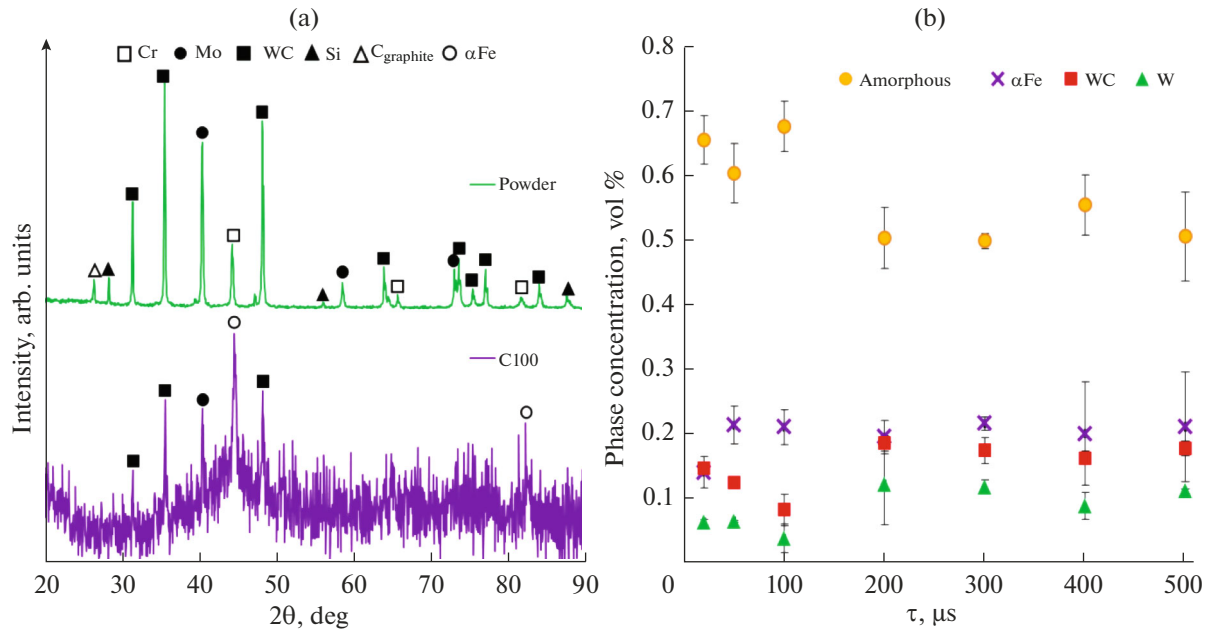 (a)
Cr Mo WC Si C graphite αFe
Powder
C100
Intensity, arb. units
20 30 40 50 60 70 80 90
2θ, deg
(b)
Amorphous αFe WC W
Phase concentration, vol %
0.8
0.7
0.6
0.5
0.4
0.3
0.2
0.1
0 100 200 300 400 500
τ, μs